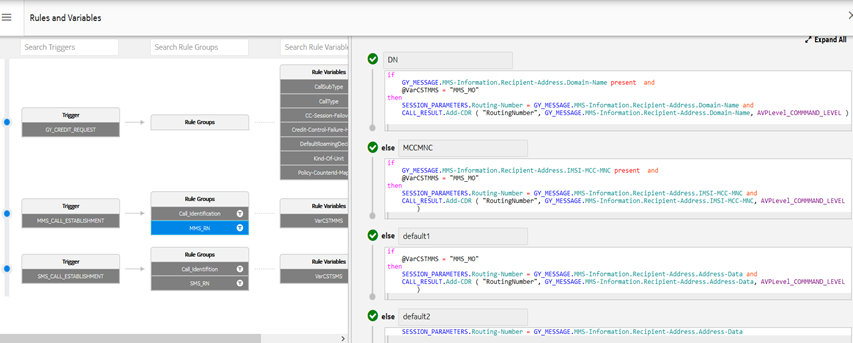 Rules and Variables
Search Triggers
Search Rule Groups
Search Rule Variable
Expand All
Trigger
GY_CREDIT_REQUEST
Rule Groups
Rule Variables
CallSubType
CallType
CC-Session-Failov
Credit-Control-Failure-H
DefaultRoamingDeci
Kind-Of-Unit
Policy-CounterId-Map
Trigger
MMS_CALL_ESTABLISHMENT
Rule Groups
Call_Identification
MMS_RN
Rule Variables
VarCSTMMS
Trigger
SMS_CALL_ESTABLISHMENT
Rule Groups
Call_Identifition
SMS_RN
Rule Variables
VarCSTSMS
DN
if
GY_MESSAGE.MMS-Information.Recipient-Address.Domain-Name present and
@VarCSTMMS = "MMS_MO"
then
SESSION_PARAMETERS.Routing-Number = GY_MESSAGE.MMS-Information.Recipient-Address.Domain-Name and
CALL_RESULT.Add-CDR ( "RoutingNumber", GY_MESSAGE.MMS-Information.Recipient-Address.Domain-Name, AVPLevel_COMMMAND_LEVEL )
else MCCMNC
if
GY_MESSAGE.MMS-Information.Recipient-Address.IMSI-MCC-MNC present and
@VarCSTMMS = "MMS_MO"
then
SESSION_PARAMETERS.Routing-Number = GY_MESSAGE.MMS-Information.Recipient-Address.IMSI-MCC-MNC and
CALL_RESULT.Add-CDR ( "RoutingNumber", GY_MESSAGE.MMS-Information.Recipient-Address.IMSI-MCC-MNC, AVPLevel_COMMMAND_LEVEL
)
else default1
if
@VarCSTMMS = "MMS_MO"
then
SESSION_PARAMETERS.Routing-Number = GY_MESSAGE.MMS-Information.Recipient-Address.Address-Data and
CALL_RESULT.Add-CDR ( "RoutingNumber", GY_MESSAGE.MMS-Information.Recipient-Address.Address-Data, AVPLevel_COMMMAND_LEVEL
)
else default2
SESSION_PARAMETERS.Routing-Number = GY_MESSAGE.MMS-Information.Recipient-Address.Address-Data